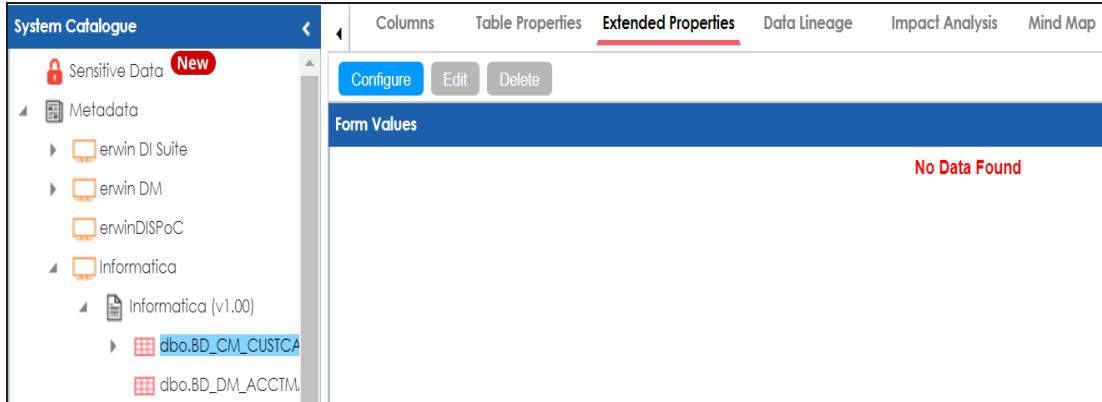 System Catalogue
Sensitive Data New
Metadata
erwin DI Suite
erwin DM
erwinDISPoC
Informatica
Informatica (v1.00)
dbo.BD_CM_CUSTCA
dbo.BD_DM_ACCTM
Columns Table Properties Extended Properties Data Lineage Impact Analysis Mind Map
Configure Edit Delete
Form Values
No Data Found